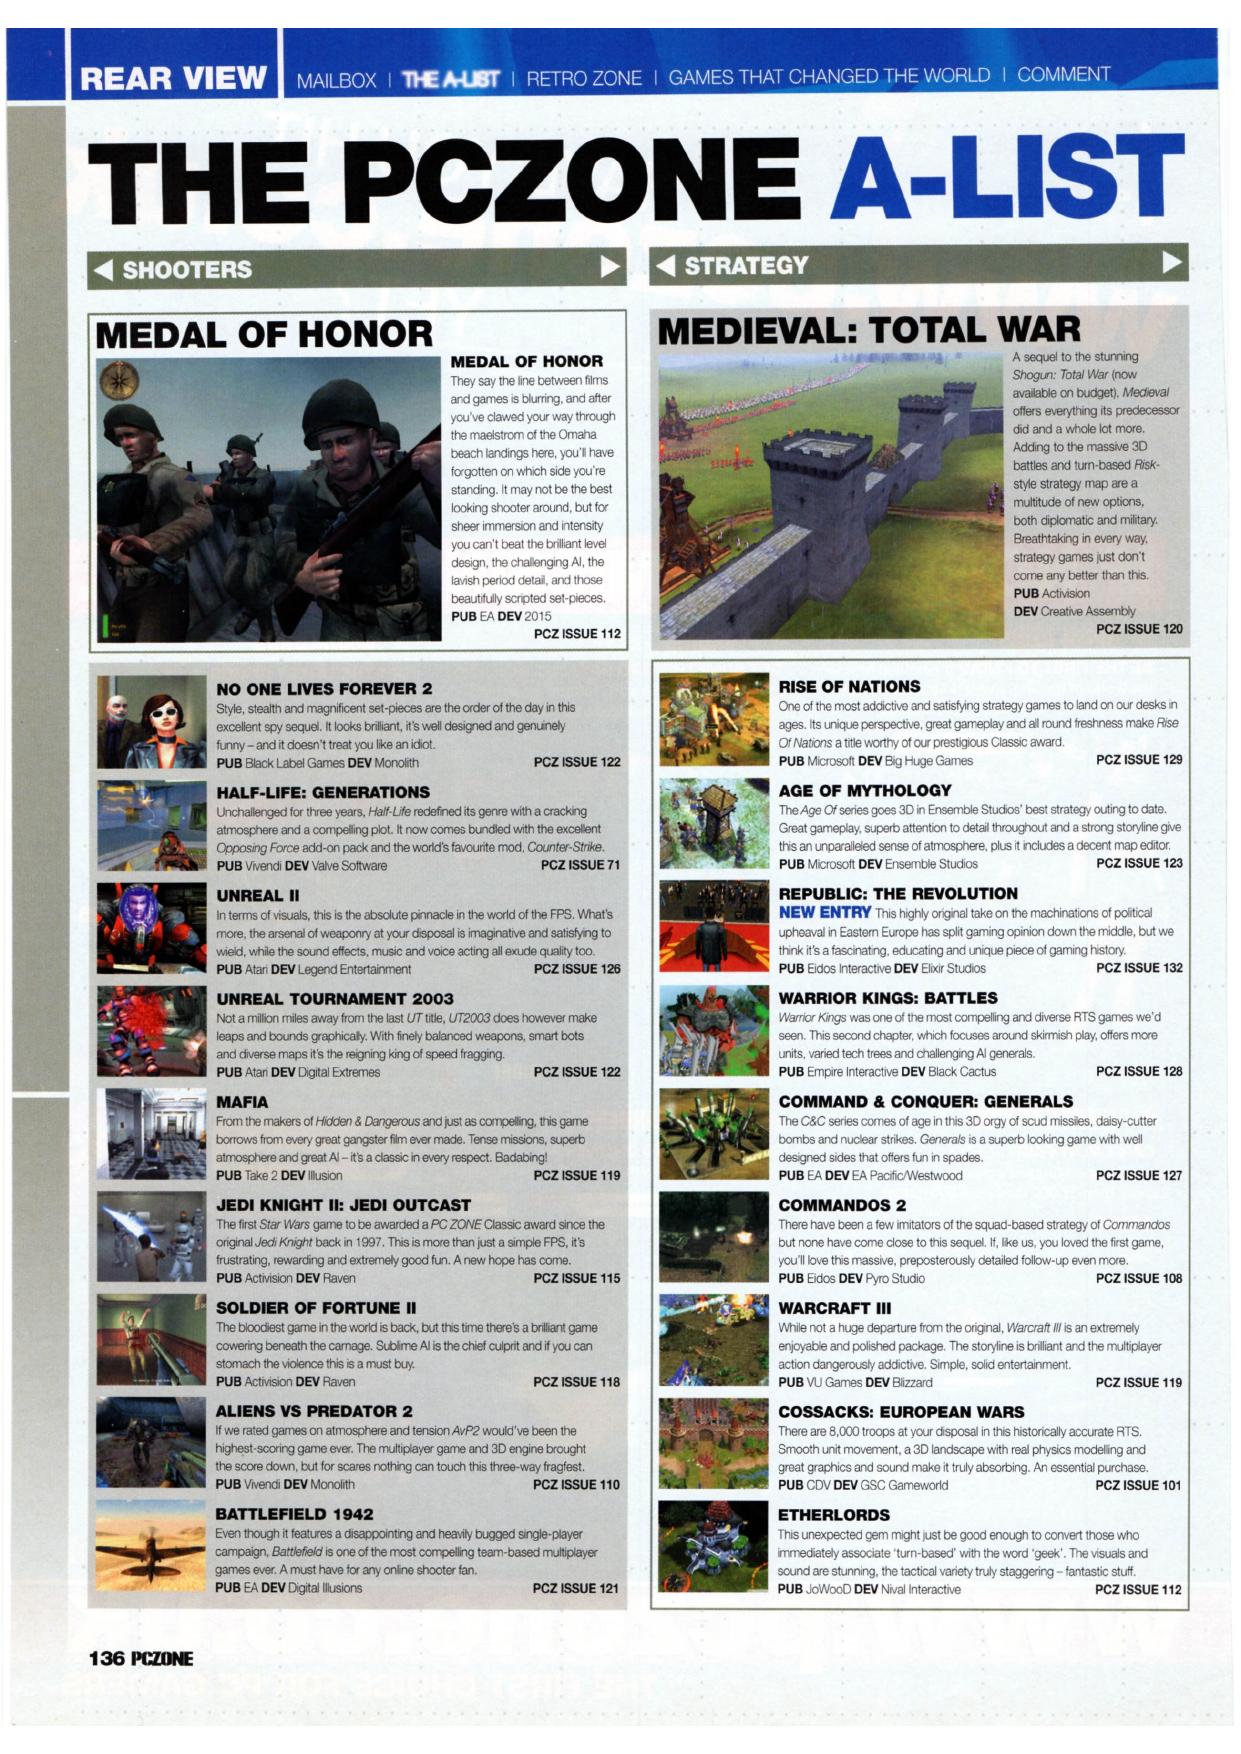 REAR VIEW
MAILBOX | THE A-LIST | RETRO ZONE | GAMES THAT CHANGED THE WORLD | COMMENT
THE PCZONE A-LIST
SHOOTERS
MEDAL OF HONOR
MEDAL OF HONOR
They say the line between films
and games is blurring, and after
you've clawed your way through
the maelstrom of the Omaha
beach landings here, you'll have
forgotten on which side you're
standing. It may not be the best
looking shooter around, but for
sheer immersion and intensity
you can't beat the brilliant level
design, the challenging AI, the
lavish period detail, and those
beautifully scripted set-pieces.
PUB EA DEV 2015
PCZ ISSUE 112
NO ONE LIVES FOREVER 2
Style, stealth and magnificent set-pieces are the order of the day in this
excellent spy sequel. It looks brilliant, it's well designed and genuinely
funny – and it doesn't treat you like an idiot.
PUB Black Label Games DEV Monolith PCZ ISSUE 122
HALF-LIFE: GENERATIONS
Unchallenged for three years, Half-Life redefined its genre with a cracking
atmosphere and a compelling plot. It now comes bundled with the excellent
Opposing Force add-on pack and the world's favourite mod, Counter-Strike.
PUB Vivendi DEV Valve Software PCZ ISSUE 71
UNREAL II
In terms of visuals, this is the absolute pinnacle in the world of the FPS. What's
more, the arsenal of weaponry at your disposal is imaginative and satisfying to
wield, while the sound effects, music and voice acting all exude quality too.
PUB Atari DEV Legend Entertainment PCZ ISSUE 126
UNREAL TOURNAMENT 2003
Not a million miles away from the last UT title, UT2003 does however make
leaps and bounds graphically. With finely balanced weapons, smart bots
and diverse maps it's the reigning king of speed fragging.
PUB Atari DEV Digital Extremes PCZ ISSUE 122
MAFIA
From the makers of Hidden & Dangerous and just as compelling, this game
borrows from every great gangster film ever made. Tense missions, superb
atmosphere and great AI – it's a classic in every respect. Badabing!
PUB Take 2 DEV Illusion PCZ ISSUE 119
JEDI KNIGHT II: JEDI OUTCAST
The first Star Wars game to be awarded a PC ZONE Classic award since the
original Jedi Knight back in 1997. This is more than just a simple FPS, it's
frustrating, rewarding and extremely good fun. A new hope has come.
PUB Activision DEV Raven PCZ ISSUE 115
SOLDIER OF FORTUNE II
The bloodiest game in the world is back, but this time there's a brilliant game
cowering beneath the carnage. Sublime AI is the chief culprit and if you can
stomach the violence this is a must buy.
PUB Activision DEV Raven PCZ ISSUE 118
ALIENS VS PREDATOR 2
If we rated games on atmosphere and tension AvP2 would've been the
highest-scoring game ever. The multiplayer game and 3D engine brought
the score down, but for scares nothing can touch this three-way fragfest.
PUB Vivendi DEV Monolith PCZ ISSUE 110
BATTLEFIELD 1942
Even though it features a disappointing and heavily bugged single-player
campaign, Battlefield is one of the most compelling team-based multiplayer
games ever. A must have for any online shooter fan.
PUB EA DEV Digital Illusions PCZ ISSUE 121
STRATEGY
MEDIEVAL: TOTAL WAR
A sequel to the stunning
Shogun: Total War (now
available on budget), Medieval
offers everything its predecessor
did and a whole lot more.
Adding to the massive 3D
battles and turn-based Risk-
style strategy map are a
multitude of new options,
both diplomatic and military.
Breathtaking in every way,
strategy games just don't
come any better than this.
PUB Activision
DEV Creative Assembly
PCZ ISSUE 120
RISE OF NATIONS
One of the most addictive and satisfying strategy games to land on our desks in
ages. Its unique perspective, great gameplay and all round freshness make Rise
Of Nations a title worthy of our prestigious Classic award.
PUB Microsoft DEV Big Huge Games PCZ ISSUE 129
AGE OF MYTHOLOGY
The Age Of series goes 3D in Ensemble Studios' best strategy outing to date.
Great gameplay, superb attention to detail throughout and a strong storyline give
this an unparalleled sense of atmosphere, plus it includes a decent map editor.
PUB Microsoft DEV Ensemble Studios PCZ ISSUE 123
REPUBLIC: THE REVOLUTION
NEW ENTRY This highly original take on the machinations of political
upheaval in Eastern Europe has split gaming opinion down the middle, but we
think it's a fascinating, educating and unique piece of gaming history.
PUB Eidos Interactive DEV Elixir Studios PCZ ISSUE 132
WARRIOR KINGS: BATTLES
Warrior Kings was one of the most compelling and diverse RTS games we'd
seen. This second chapter, which focuses around skirmish play, offers more
units, varied tech trees and challenging AI generals.
PUB Empire Interactive DEV Black Cactus PCZ ISSUE 128
COMMAND & CONQUER: GENERALS
The C&C series comes of age in this 3D orgy of scud missiles, daisy-cutter
bombs and nuclear strikes. Generals is a superb looking game with well
designed sides that offers fun in spades.
PUB EA DEV EA Pacific/Westwood PCZ ISSUE 127
COMMANDOS 2
There have been a few imitators of the squad-based strategy of Commandos
but none have come close to this sequel. If, like us, you loved the first game,
you'll love this massive, preposterously detailed follow-up even more.
PUB Eidos DEV Pyro Studio PCZ ISSUE 108
WARCRAFT III
While not a huge departure from the original, Warcraft III is an extremely
enjoyable and polished package. The storyline is brilliant and the multiplayer
action dangerously addictive. Simple, solid entertainment.
PUB VU Games DEV Blizzard PCZ ISSUE 119
COSSACKS: EUROPEAN WARS
There are 8,000 troops at your disposal in this historically accurate RTS.
Smooth unit movement, a 3D landscape with real physics modelling and
great graphics and sound make it truly absorbing. An essential purchase.
PUB CDV DEV GSC Gameworld PCZ ISSUE 101
ETHERLORDS
This unexpected gem might just be good enough to convert those who
immediately associate 'turn-based' with the word 'geek'. The visuals and
sound are stunning, the tactical variety truly staggering – fantastic stuff.
PUB JoWooD DEV Nival Interactive PCZ ISSUE 112
136 PCZONE